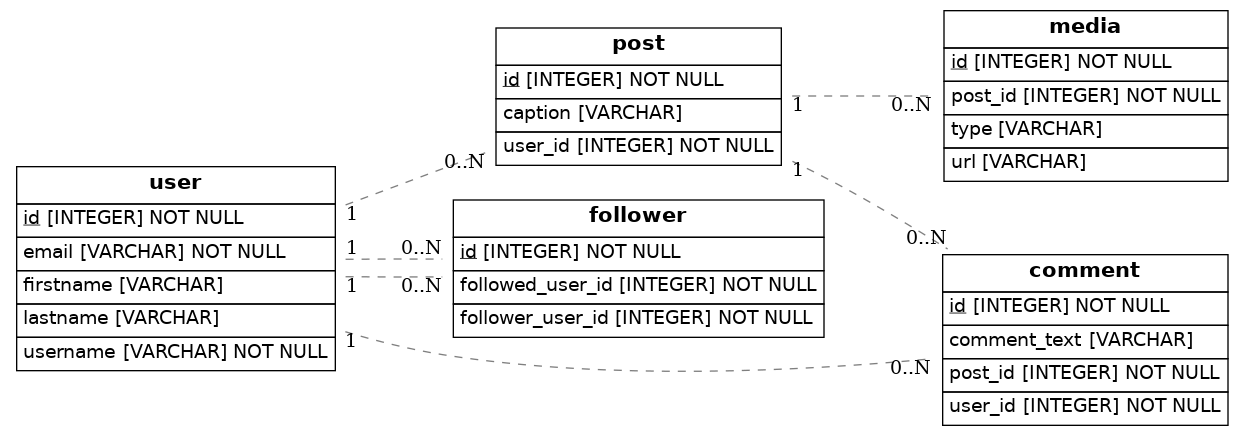 user
id [INTEGER] NOT NULL
email [VARCHAR] NOT NULL
firstname [VARCHAR]
lastname [VARCHAR]
username [VARCHAR] NOT NULL
1
0..N
1
0..N
1
0..N
1
0..N
post
id [INTEGER] NOT NULL
caption [VARCHAR]
user_id [INTEGER] NOT NULL
1
0..N
1
0..N
follower
id [INTEGER] NOT NULL
followed_user_id [INTEGER] NOT NULL
follower_user_id [INTEGER] NOT NULL
media
id [INTEGER] NOT NULL
post_id [INTEGER] NOT NULL
type [VARCHAR]
url [VARCHAR]
comment
id [INTEGER] NOT NULL
comment_text [VARCHAR]
post_id [INTEGER] NOT NULL
user_id [INTEGER] NOT NULL